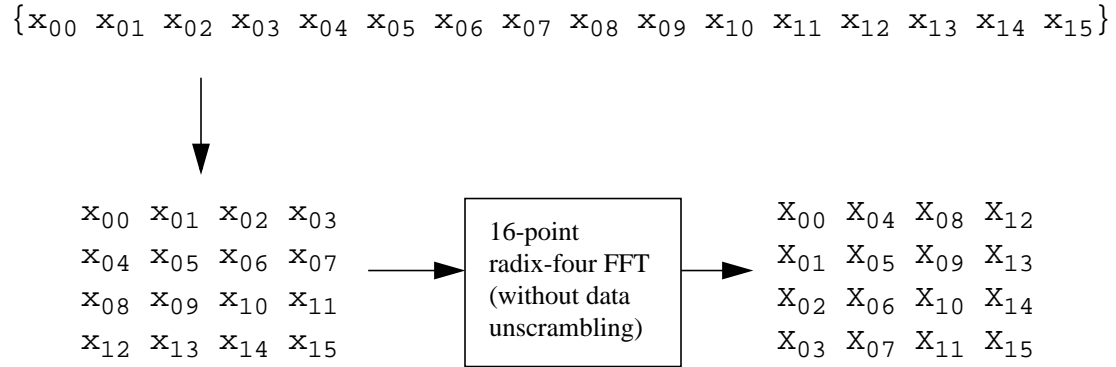 {x00 x01 x02 x03 x04 x05 x06 x07 x08 x09 x10 x11 x12 x13 x14 x15}
x00 x01 x02 x03
x04 x05 x06 x07
x08 x09 x10 x11
x12 x13 x14 x15
16-point
radix-four FFT
(without data
unscrambling)
X00 X04 X08 X12
X01 X05 X09 X13
X02 X06 X10 X14
X03 X07 X11 X15